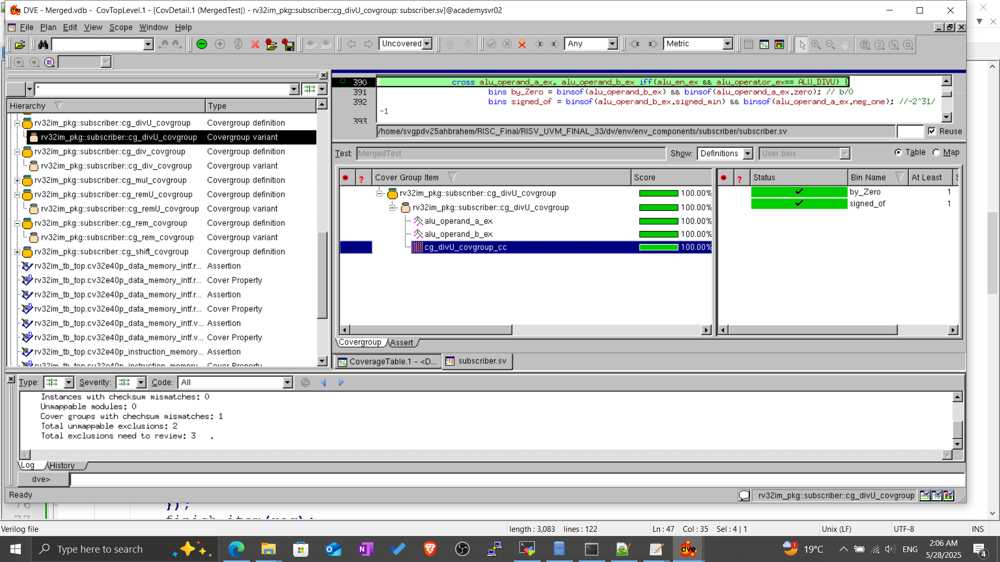 DVE - Merged.vdb - CovTopLevel.1 - [CovDetail.1 (MergedTest|) - rv32im_pkg::subscriber::cg_divU_covgroup: subscriber.sv]@academysvr02
File Plan Edit View Scope Window Help
Uncovered Any Metric
*
Hierarchy Type
rv32im_pkg::subscriber::cg_divU_covgroup Covergroup definition
rv32im_pkg::subscriber::cg_divU_covgroup Covergroup variant
rv32im_pkg::subscriber::cg_div_covgroup Covergroup definition
rv32im_pkg::subscriber::cg_div_covgroup Covergroup variant
rv32im_pkg::subscriber::cg_mul_covgroup Covergroup definition
rv32im_pkg::subscriber::cg_remU_covgroup Covergroup definition
rv32im_pkg::subscriber::cg_remU_covgroup Covergroup variant
rv32im_pkg::subscriber::cg_rem_covgroup Covergroup definition
rv32im_pkg::subscriber::cg_rem_covgroup Covergroup variant
rv32im_pkg::subscriber::cg_shift_covgroup Covergroup definition
rv32im_tb_top.cv32e40p_data_memory_intf.r... Assertion
rv32im_tb_top.cv32e40p_data_memory_intf.r... Cover Property
rv32im_tb_top.cv32e40p_data_memory_intf.r... Assertion
rv32im_tb_top.cv32e40p_data_memory_intf.r... Cover Property
rv32im_tb_top.cv32e40p_data_memory_intf.v... Assertion
rv32im_tb_top.cv32e40p_data_memory_intf.v... Cover Property
rv32im_tb_top.cv32e40p_instruction_memory... Assertion
rv32im_tb_top.cv32e40p_instruction_memory... Cover Property
390 cross alu_operand_a_ex, alu_operand_b_ex iff(alu_en_ex && alu_operator_ex== ALU_DIVU) {
391 bins by_Zero = binsof(alu_operand_b_ex) && binsof(alu_operand_a_ex.zero); // b/0
392 bins signed_of = binsof(alu_operand_b_ex.signed_min) && binsof(alu_operand_a_ex.neg_one); //-2^31/
-1
393
/home/svgpdv25ahbrahem/RISC_Final/RISV_UVM_FINAL_33/dv/env/env_components/subscriber/subscriber.sv Reuse
Test: MergedTest Show: Definitions User bins Table Map
? Cover Group Item Score
rv32im_pkg::subscriber::cg_divU_covgroup 100.00%
rv32im_pkg::subscriber::cg_divU_covgroup 100.00%
alu_operand_a_ex 100.00%
alu_operand_b_ex 100.00%
cg_divU_covgroup_cc 100.00%
? Status Bin Name At Least
by_Zero 1
signed_of 1
Covergroup Assert
CoverageTable.1 - <D... subscriber.sv
Type: Severity: Code: All
Instances with checksum mismatches: 0
Unmappable modules: 0
Cover groups with chechsum mismatches: 1
Total unmappable exclusions: 2
Total exclusions need to review: 3 .
Log History
dve>
Ready rv32im_pkg::subscriber::cg_divU_covgroup
76 });
77
Verilog file length : 3,083 lines : 122 Ln : 47 Col : 35 Sel : 4 | 1 Unix (LF) UTF-8 INS
Type here to search
1 19°C ENG 2:06 AM
5/28/2025 4